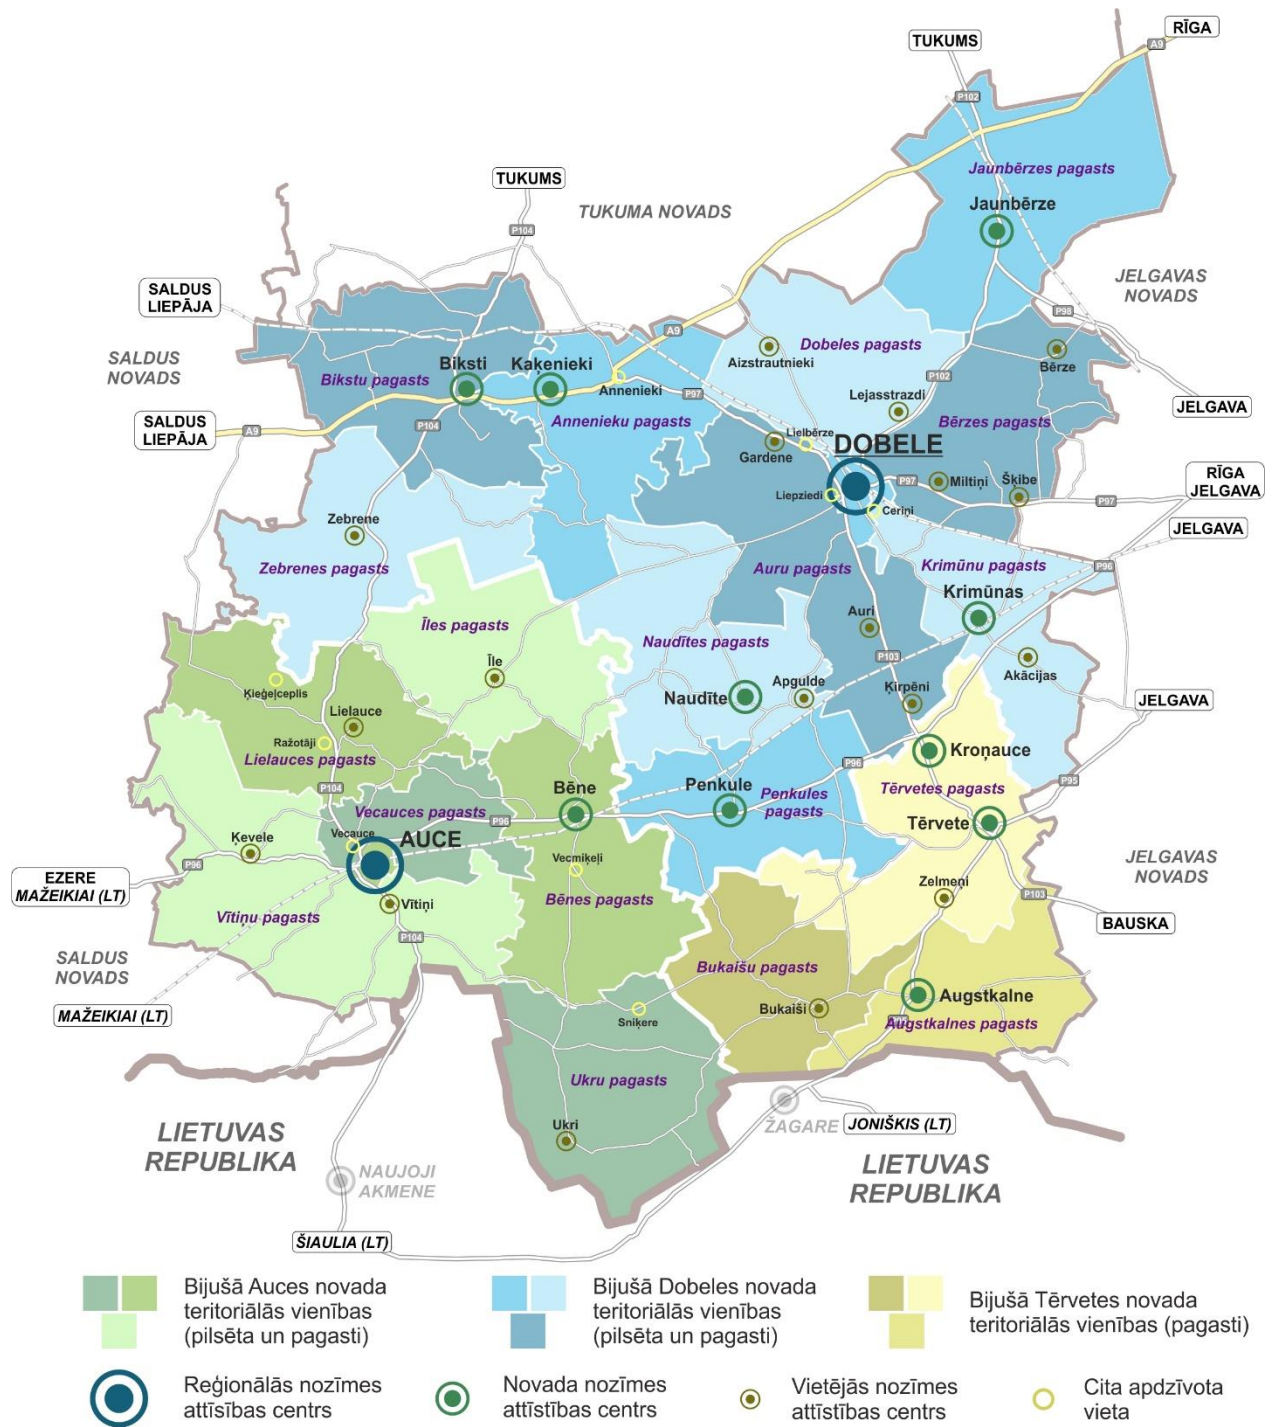 RĪGA
A9
TUKUMS
P102
Jaunbērzes pagasts
Jaunbērze
TUKUMS
TUKUMA NOVADS
P104
JELGAVAS
NOVADS
SALDUS
LIEPĀJA
P98
A9
SALDUS
NOVADS
Biksti
Kaķenieki
Bikstu pagasts
Annenieki
Aizstrautnieki
Dobeles pagasts
Bērze
P102
Lejasstrazdi
P97
JELGAVA
SALDUS
LIEPĀJA
A9
P104
Annenieku pagasts
Bērzes pagasts
Lielbērze
DOBELE
Gardene
P97
Miltiņi
Šķibe
RĪGA
JELGAVA
Liepziedi
Ceriņi
P97
Zebrene
JELGAVA
Zebrenes pagasts
Auru pagasts
Krimūnu pagasts
P96
Krimūnas
Īles pagasts
Auri
Naudītes pagasts
P103
Īle
Akācijas
Ķieģeļceplis
Naudīte
Apgulde
Ķirpēni
JELGAVA
Lielauce
Ražotāji
Lielauces pagasts
Kroņauce
P96
P104
Bēne
Penkule
Penkules
pagasts
Tērvetes pagasts
P95
Vecauces pagasts
P96
Tērvete
Vecauce
AUCE
Ķevele
P96
Vecmiķeļi
JELGAVAS
NOVADS
EZERE
MAŽEIKIAI (LT)
Zelmeņi
P103
Vītiņi
Bēnes pagasts
Vītiņu pagasts
BAUSKA
P104
SALDUS
NOVADS
Bukaišu pagasts
Augstkalne
MAŽEIKIAI (LT)
Sniķere
Bukaiši
Augstkalnes pagasts
Ukru pagasts
ŽAGARE
JONIŠKIS (LT)
Ukri
LIETUVAS
REPUBLIKA
LIETUVAS
REPUBLIKA
NAUJOJI
AKMENE
ŠIAULIA (LT)
Bijušā Auces novada
teritoriālās vienības
(pilsēta un pagasti)
Bijušā Dobeles novada
teritoriālās vienības
(pilsēta un pagasti)
Bijušā Tērvetes novada
teritoriālās vienības (pagasti)
Reģionālās nozīmes
attīsības centrs
Novada nozīmes
attīstības centrs
Vietējās nozīmes
attīstības centrs
Cita apdzīvota
vieta